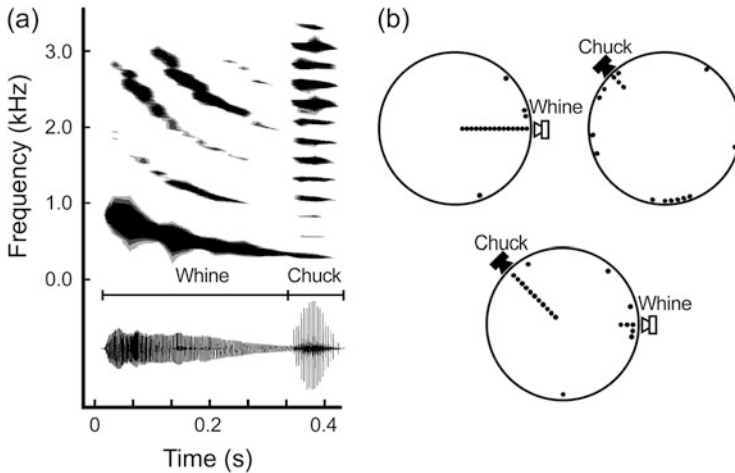 (a)
Frequency (kHz)
3.0
2.0
1.0
0.0
Whine
Chuck
0
0.2
0.4
Time (s)
(b)
Chuck
Whine
Chuck
Whine